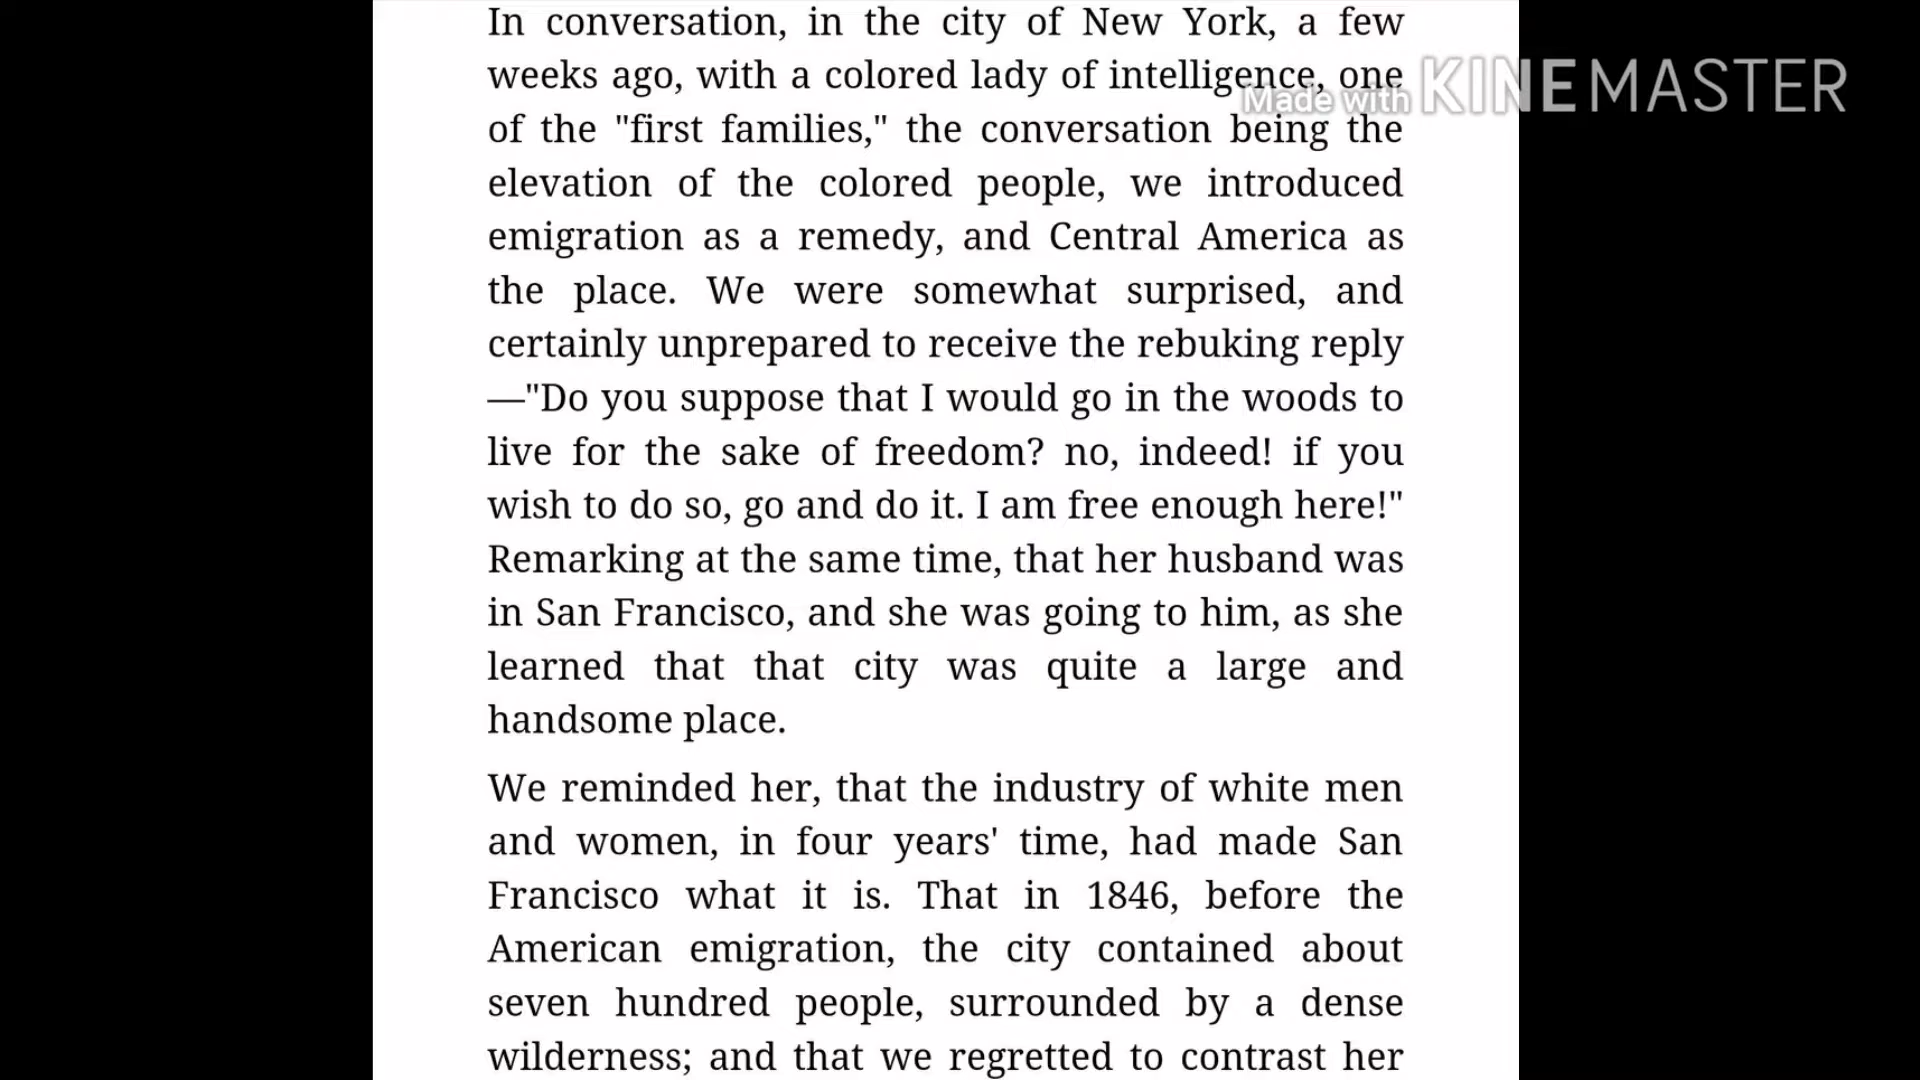 In conversation, in the city of New York, a few
weeks ago, with a colored lady of intelligence, one
Made with KINEMASTER
of the "first families," the conversation being the
elevation of the colored people, we introduced
emigration as a remedy, and Central America as
the place. We were somewhat surprised, and
certainly unprepared to receive the rebuking reply
—"Do you suppose that I would go in the woods to
live for the sake of freedom? no, indeed! if you
wish to do so, go and do it. I am free enough here!"
Remarking at the same time, that her husband was
in San Francisco, and she was going to him, as she
learned that that city was quite a large and
handsome place.
We reminded her, that the industry of white men
and women, in four years' time, had made San
Francisco what it is. That in 1846, before the
American emigration, the city contained about
seven hundred people, surrounded by a dense
wilderness; and that we regretted to contrast her